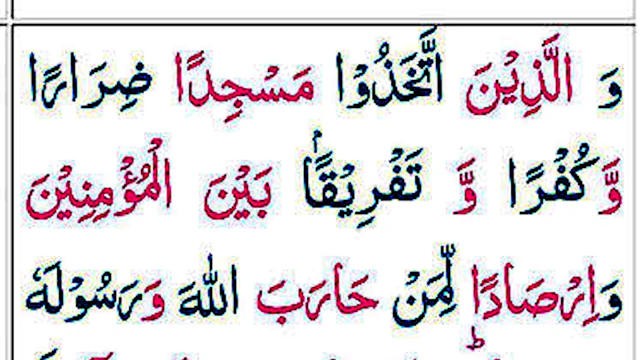 وَ الَّذِيْنَ اتَّخَذُوْا مَسْجِدًا ضِرَارًا
وَّكُفْرًا وَّ تَفْرِيْقًۢا بَيْنَ الْمُؤْمِنِيْنَ
وَاِرْصَادًا لِّمَنْ حَارَبَ اللّٰهَ وَرَسُوْلَهٗ